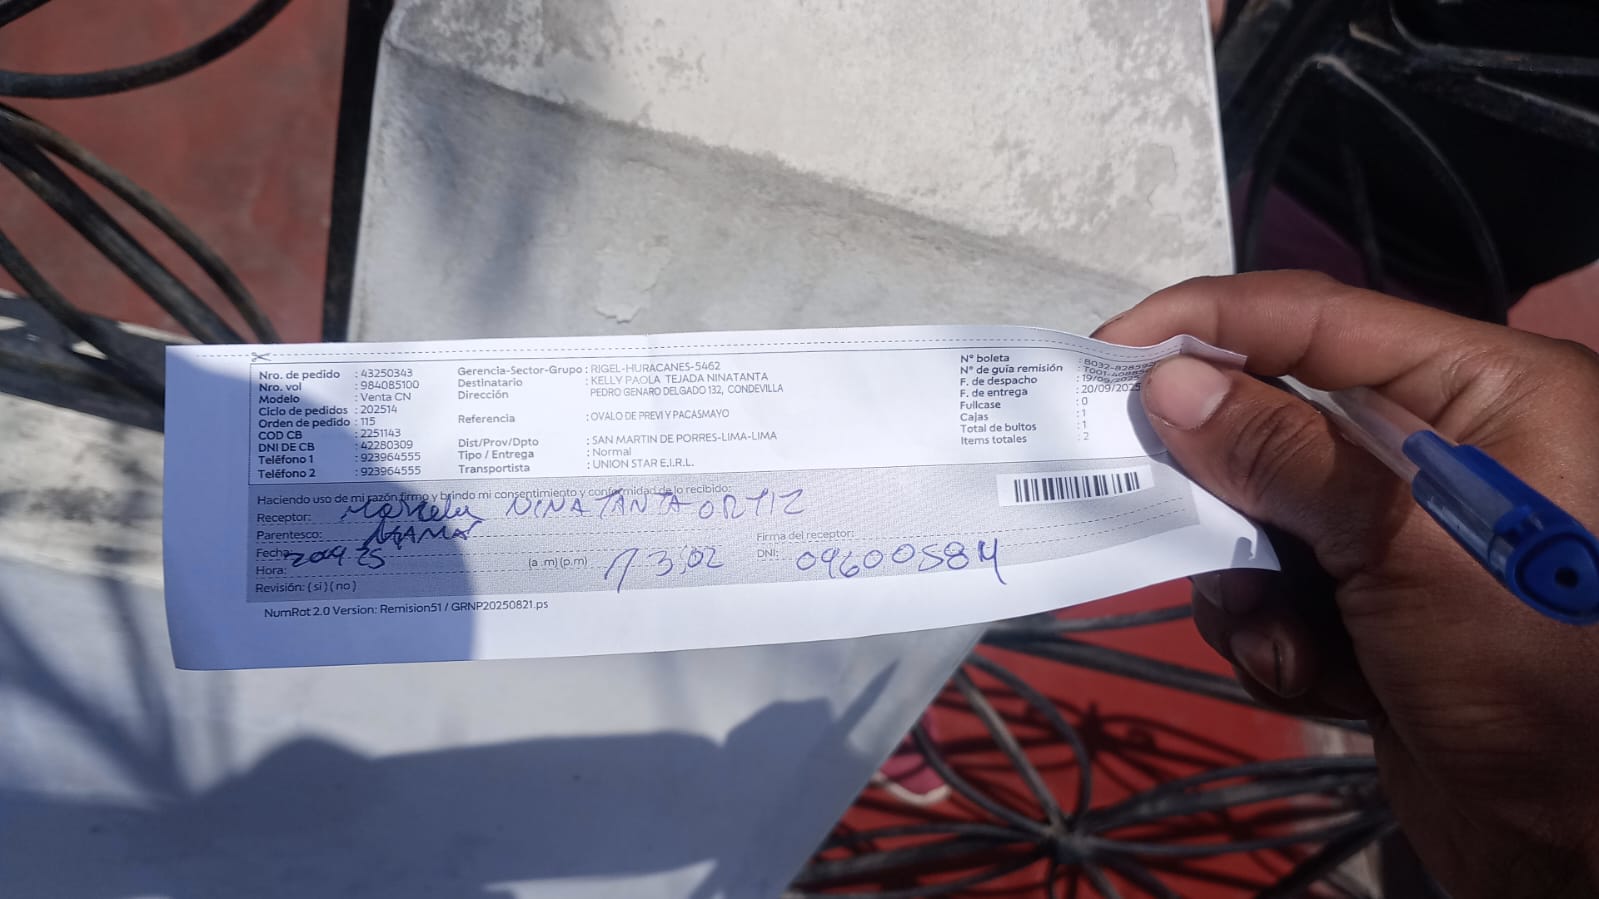 Nro. de pedido : 43250343
Nro. vol : 984085100
Modelo : Venta CN
Ciclo de pedidos : 202514
Orden de pedido : 115
COD CB : 2251143
DNI DE CB : 42280309
Teléfono 1 : 923964555
Teléfono 2 : 923964555
Gerencia-Sector-Grupo : RIGEL-HURACANES-5462
Destinatario : KELLY PAOLA TEJADA NINATANTA
Dirección PEDRO GENARO DELGADO 132, CONDEVILLA
Referencia : OVALO DE PREVI Y PACASMAYO
Dist/Prov/Dpto : SAN MARTIN DE PORRES-LIMA-LIMA
Tipo / Entrega : Normal
Transportista : UNION STAR E.I.R.L.
N° boleta
N° de guía remisión
F. de despacho : 19/09/2025
F. de entrega : 20/09/2025
Fullcase : 0
Cajas : 1
Total de bultos : 1
Items totales : 2
Haciendo uso de mi razón firmo y brindo mi consentimiento y conformidad de lo recibido:
Receptor: NINATANTA ORTIZ
Parentesco: MAMA
Firma del receptor:
Fecha:
Hora: (a .m) (p.m) 13:02 DNI: 09600584
Revisión: ( si ) ( no )
NumRot 2.0 Version: Remision51 / GRNP20250821.ps